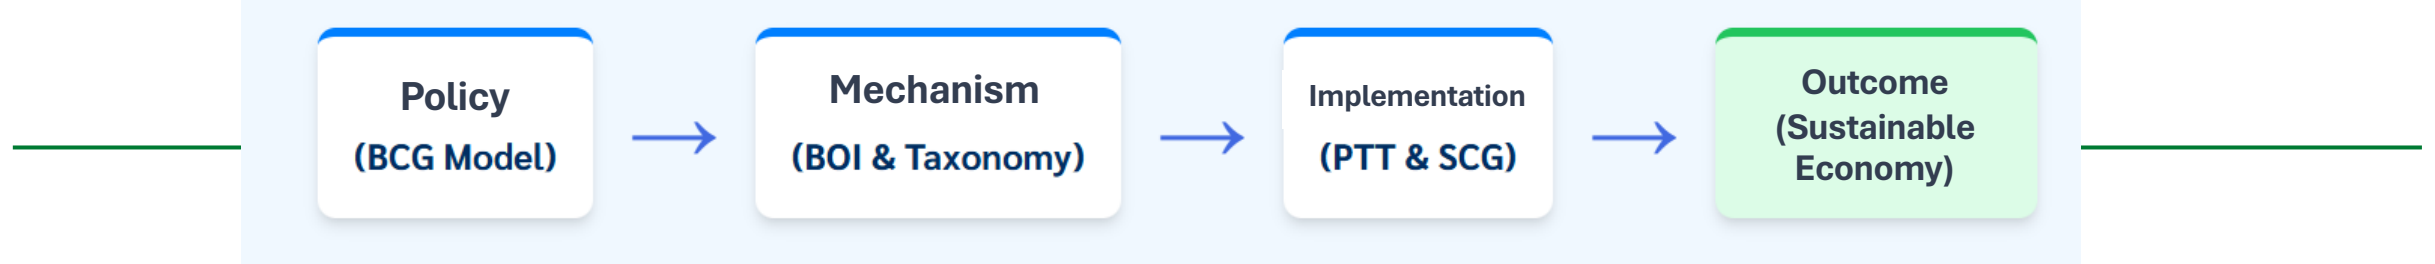 Policy
(BCG Model)
Mechanism
(BOI & Taxonomy)
Implementation
(PTT & SCG)
Outcome
(Sustainable
Economy)